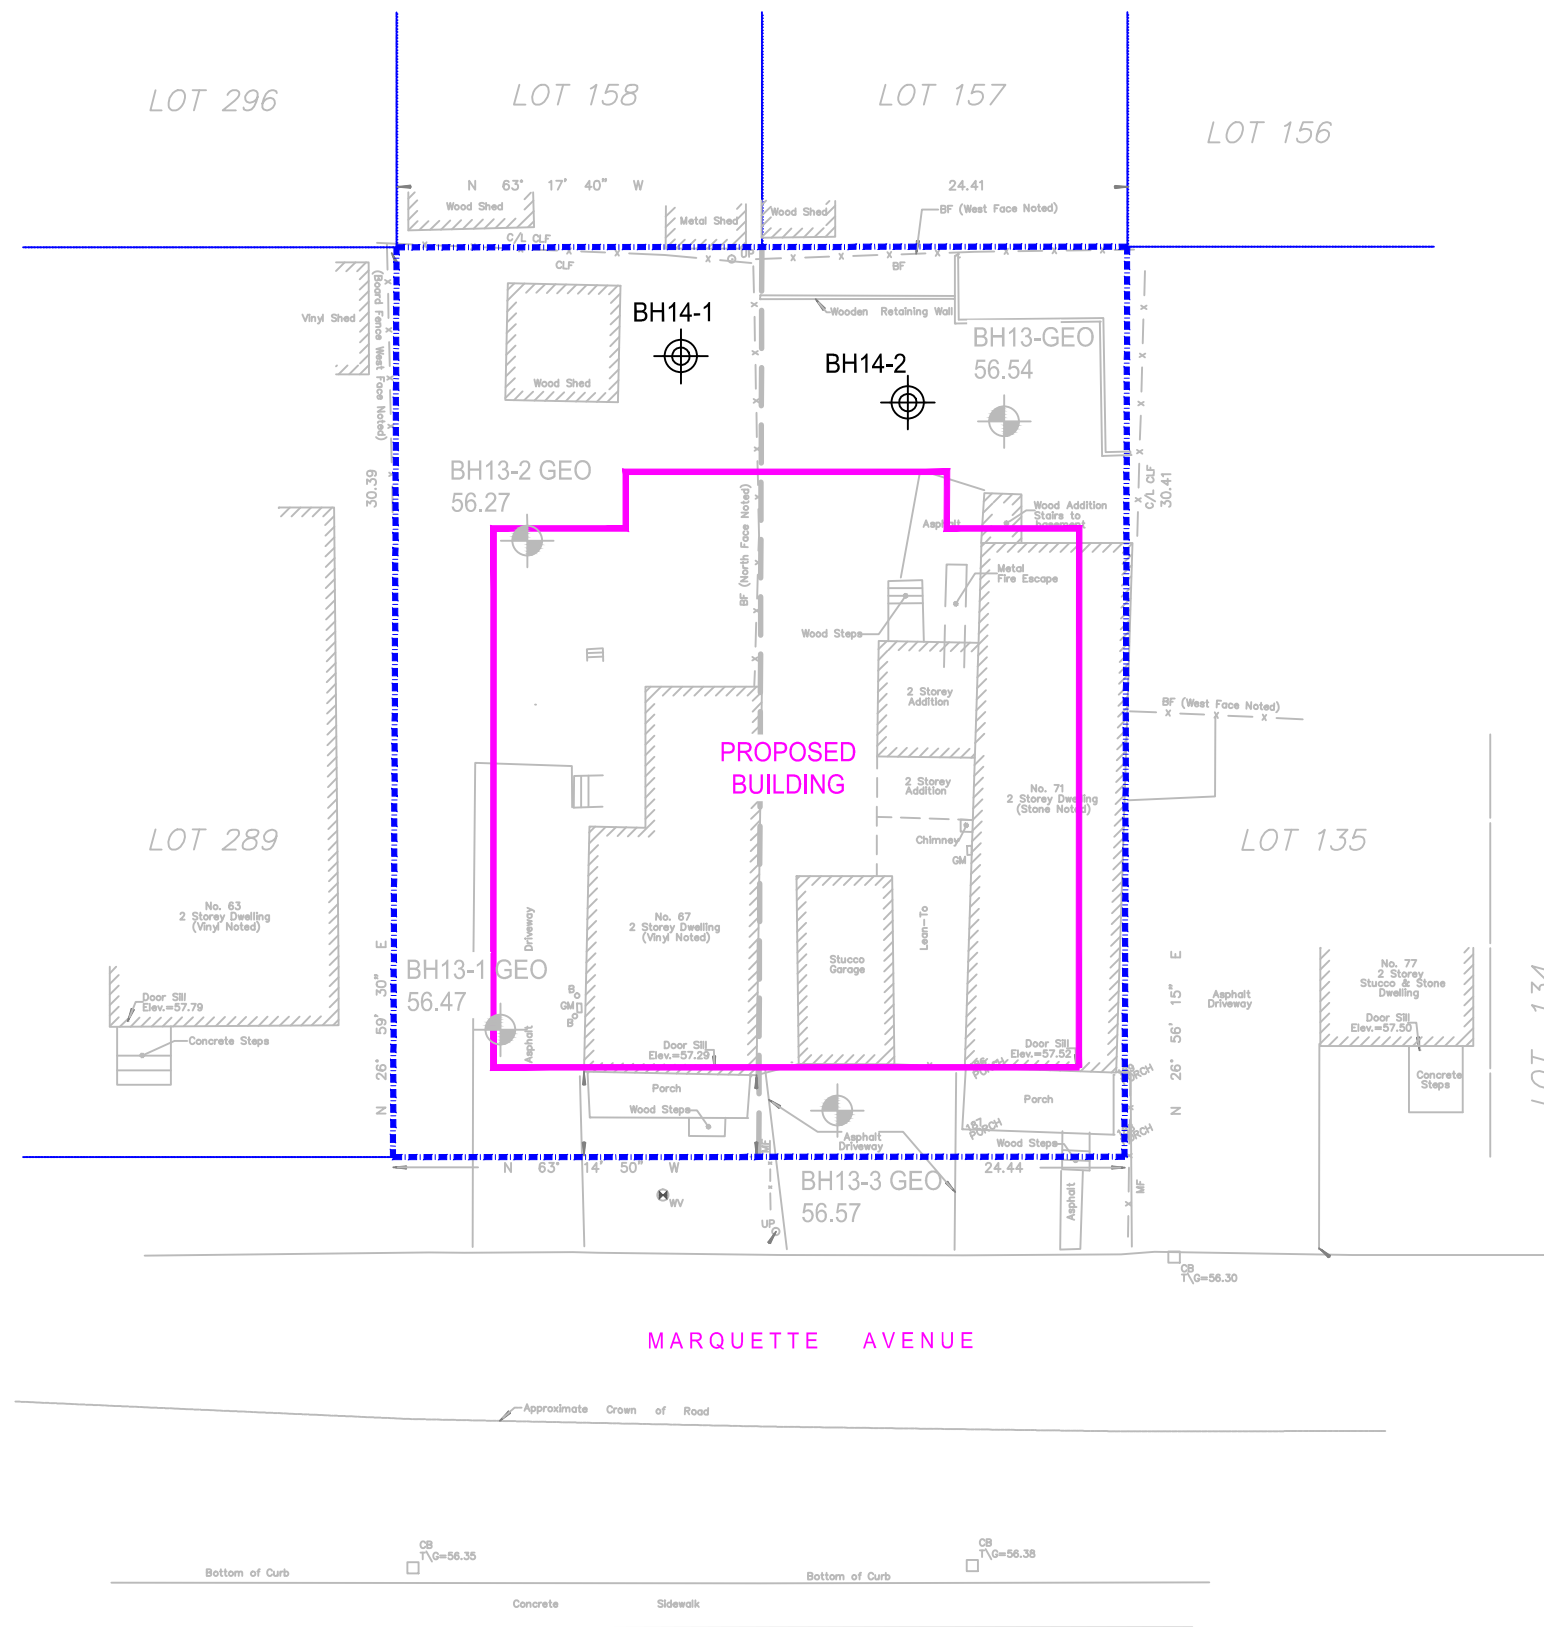 LOT 296
LOT 158
LOT 157
LOT 156
N 63° 17' 40" W
24.41
Wood Shed
Metal Shed
Wood Shed
BF (West Face Noted)
C/L CLF
CLF
UP
BF
(Board Fence West Face Noted)
Vinyl Shed
Wooden Retaining Wall
BH14-1
BH14-2
BH13-GEO
56.54
Wood Shed
30.39
BH13-2 GEO
56.27
C/L CLF
30.41
Wood Addition
Stairs to
basement
Asphalt
BF (North Face Noted)
Metal
Fire Escape
Wood Steps
2 Storey
Addition
BF (West Face Noted)
PROPOSED
BUILDING
2 Storey
Addition
No. 71
2 Storey Dwelling
(Stone Noted)
Chimney
GM
LOT 289
LOT 135
No. 63
2 Storey Dwelling
(Vinyl Noted)
Driveway
No. 67
2 Storey Dwelling
(Vinyl Noted)
Lean-To
Stucco
Garage
N 26° 59' 30" E
BH13-1 GEO
56.47
B
GM
B
Asphalt
N 26° 56' 15" E
Asphalt
Driveway
No. 77
2 Storey
Stucco & Stone
Dwelling
LOT 134
Door Sill
Elev.=57.79
Concrete Steps
Door Sill
Elev.=57.29
Door Sill
Elev.=57.52
Door Sill
Elev.=57.50
Concrete
Steps
PORCH
Porch
Wood Steps
Porch
187
PORCH
PORCH
Asphalt
Driveway
Wood Steps
MF
N 63° 14' 50" W
24.44
BH13-3 GEO
56.57
WV
UP
Asphalt
MF
CB
T\G=56.30
MARQUETTE AVENUE
Approximate Crown of Road
CB
T\G=56.35
CB
T\G=56.38
Bottom of Curb
Bottom of Curb
Concrete Sidewalk